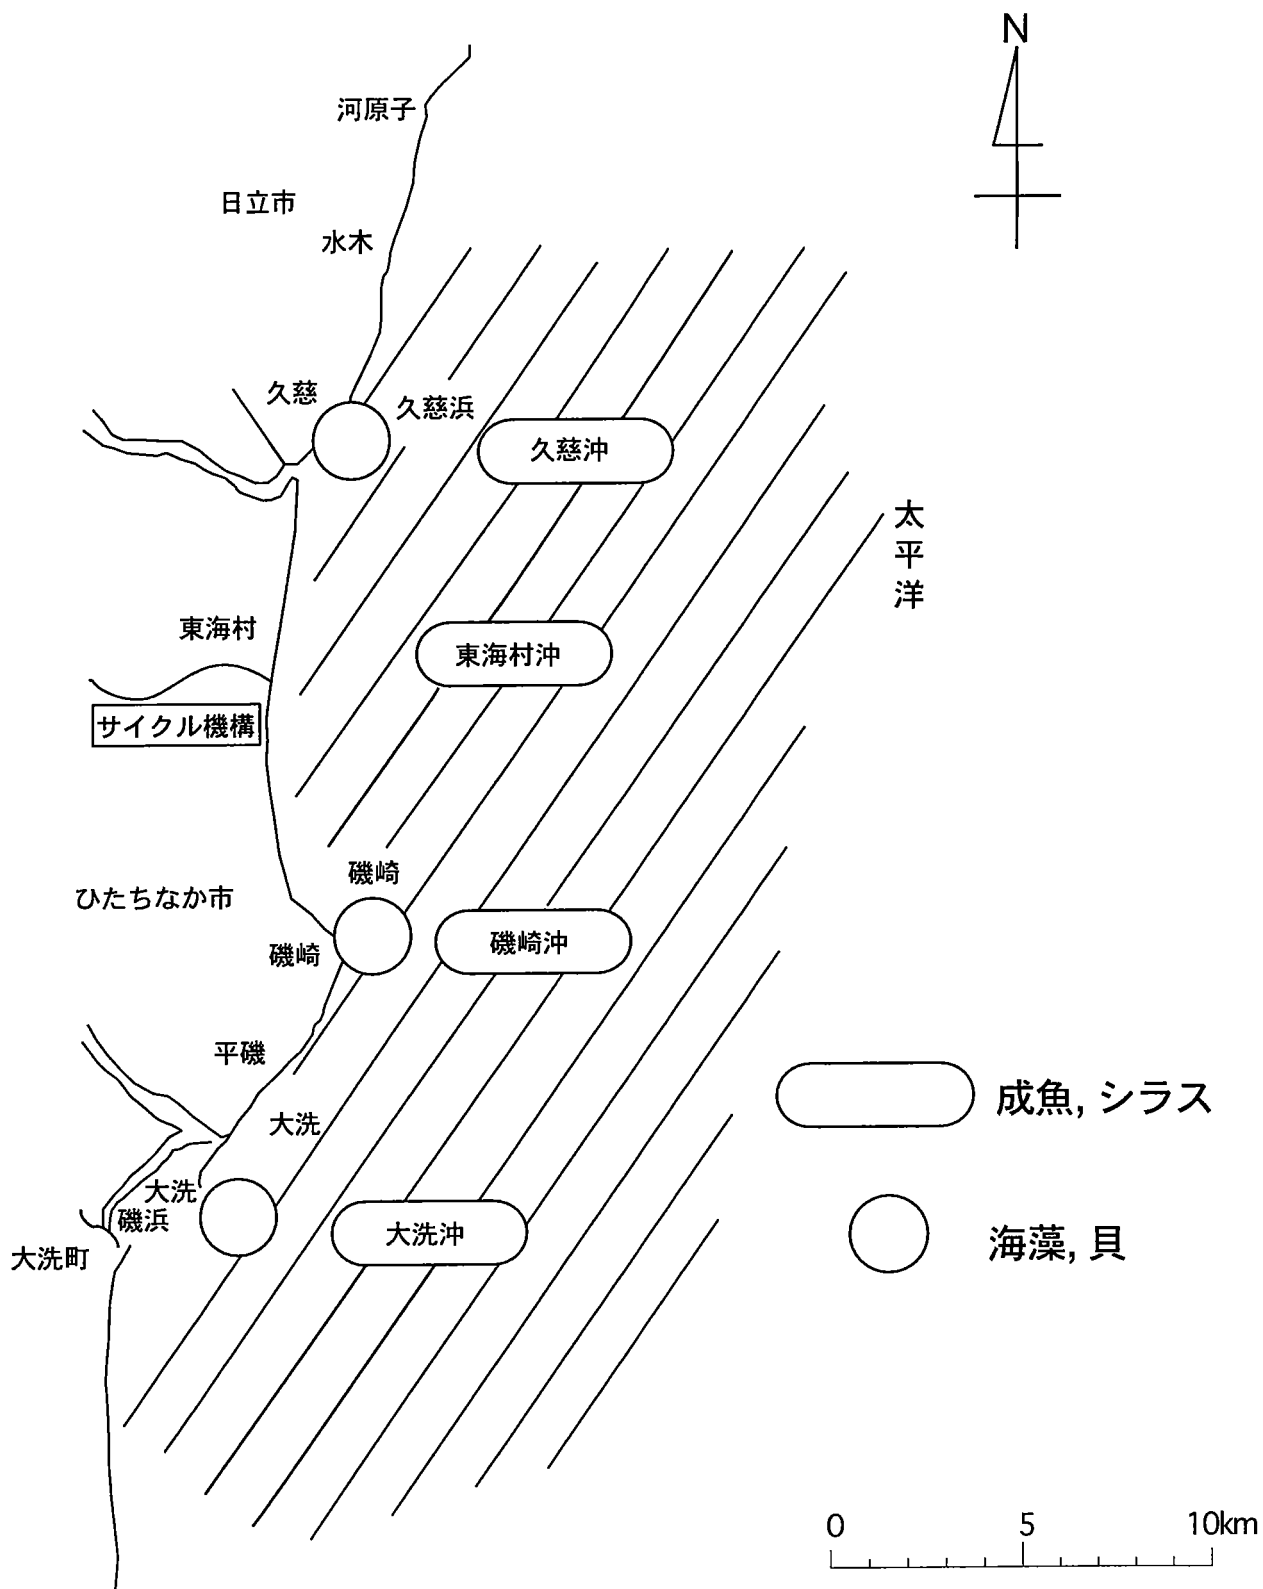 N
河原子
日立市
水木
久慈
久慈浜
久慈沖
太平洋
東海村
東海村沖
サイクル機構
磯崎
ひたちなか市
磯崎
磯崎沖
平磯
成魚, シラス
大洗
大洗
磯浜
大洗沖
海藻, 貝
大洗町
0 5 10km